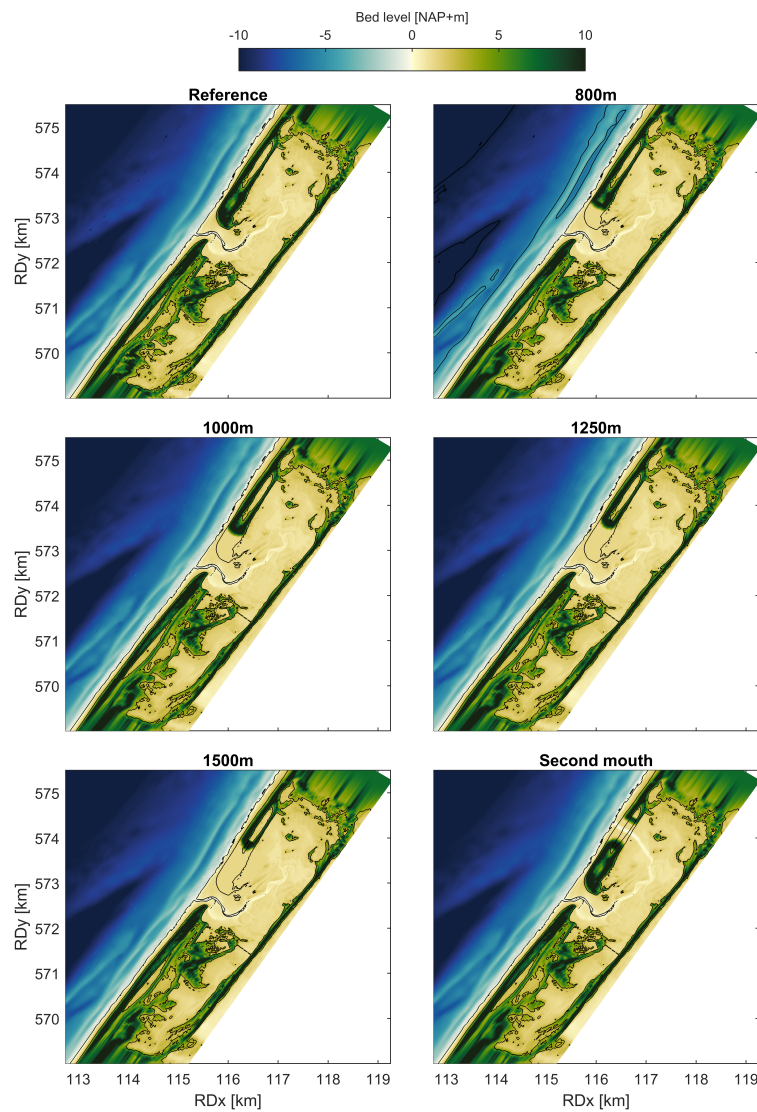 Bed level [NAP+m]
-10 -5 0 5 10
Reference 800m
575
574
573
572
571
570
RDy [km]
1000m 1250m
575
574
573
572
571
570
RDy [km]
1500m Second mouth
575
574
573
572
571
570
RDy [km]
113 114 115 116 117 118 119 113 114 115 116 117 118 119
RDx [km] RDx [km]